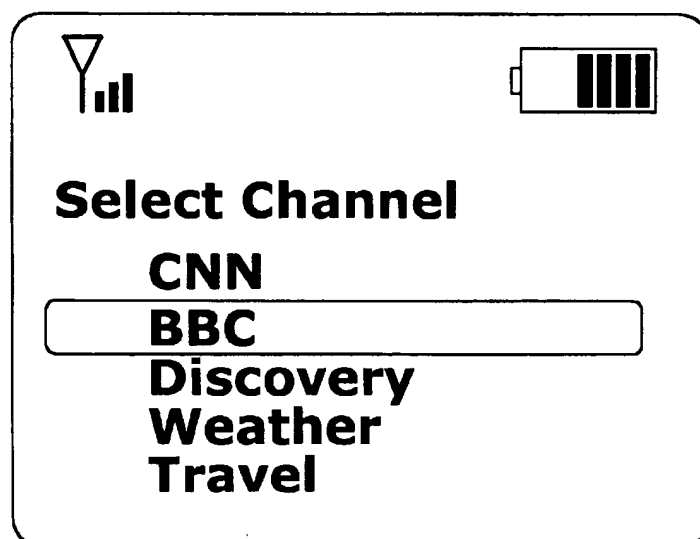 Select Channel
CNN
BBC
Discovery
Weather
Travel